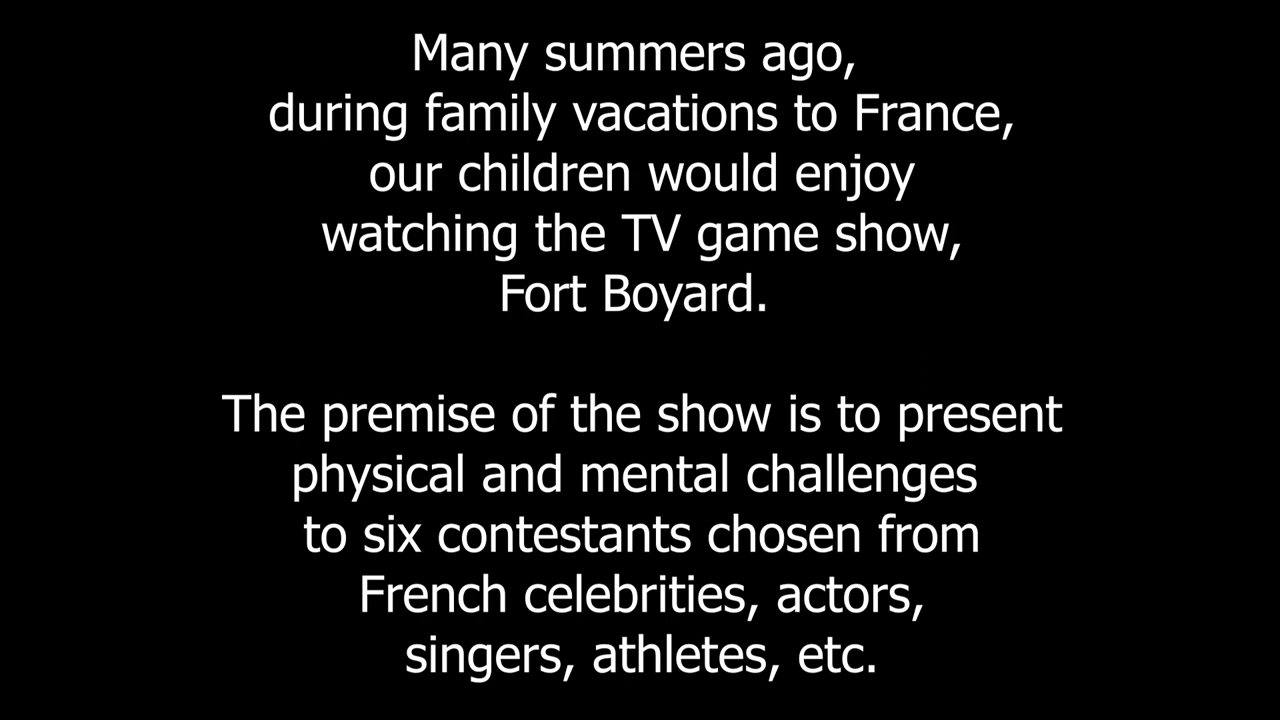 Many summers ago,
during family vacations to France,
our children would enjoy
watching the TV game show,
Fort Boyard.
The premise of the show is to present
physical and mental challenges
to six contestants chosen from
French celebrities, actors,
singers, athletes, etc.